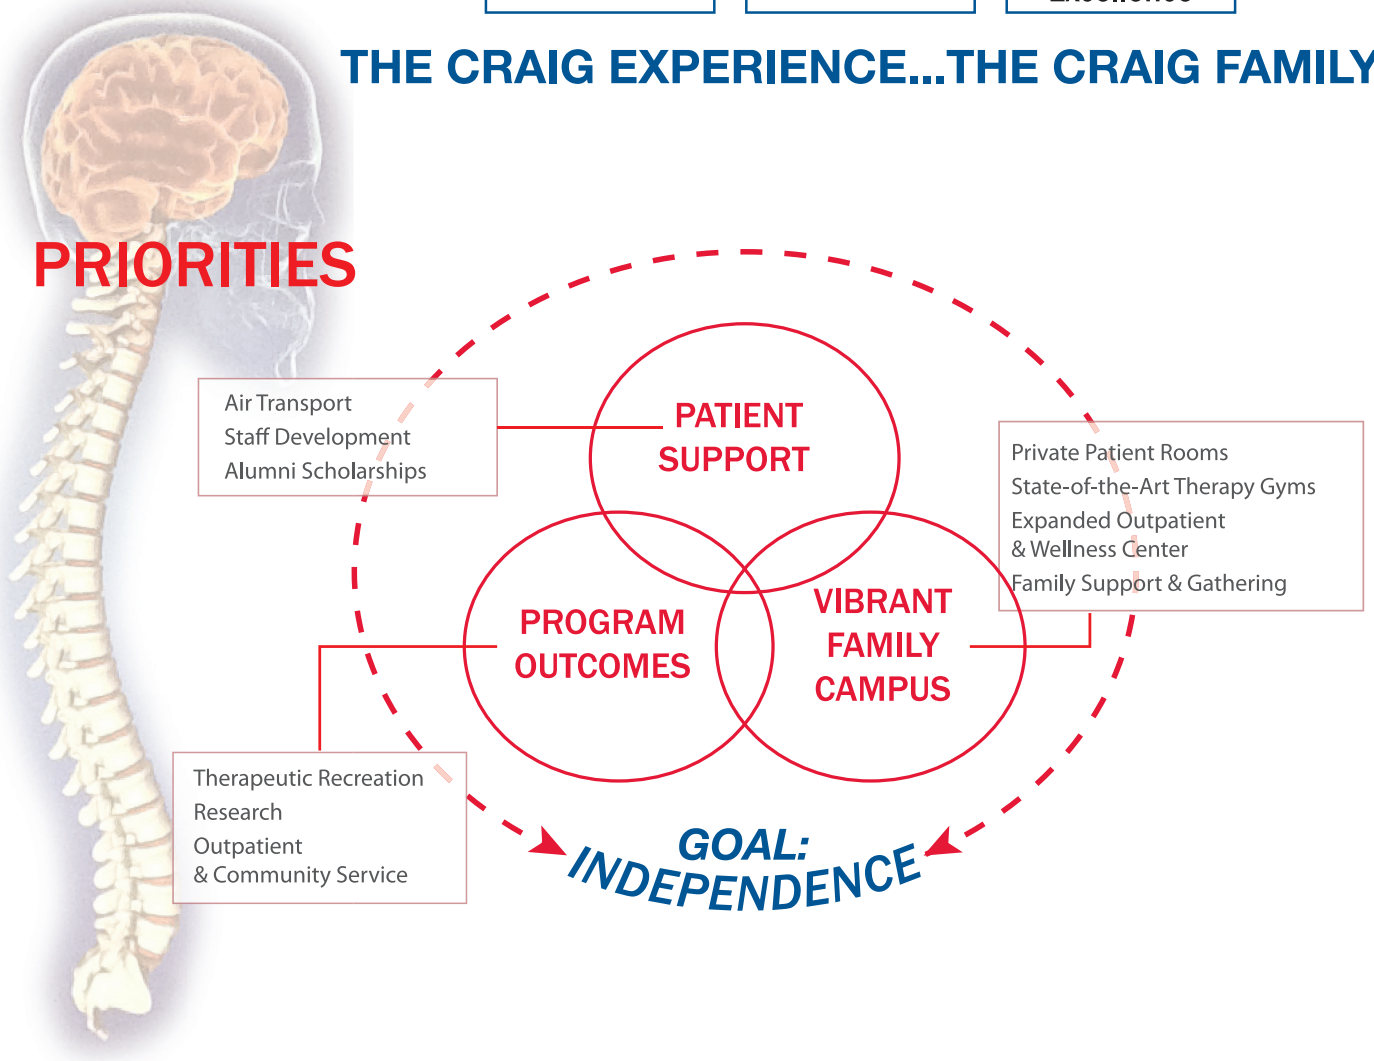 Excellence
THE CRAIG EXPERIENCE...THE CRAIG FAMILY
PRIORITIES
Air Transport
Staff Development
Alumni Scholarships
PATIENT
SUPPORT
Private Patient Rooms
State-of-the-Art Therapy Gyms
Expanded Outpatient
& Wellness Center
Family Support & Gathering
PROGRAM
OUTCOMES
VIBRANT
FAMILY
CAMPUS
Therapeutic Recreation
Research
Outpatient
& Community Service
GOAL:
INDEPENDENCE